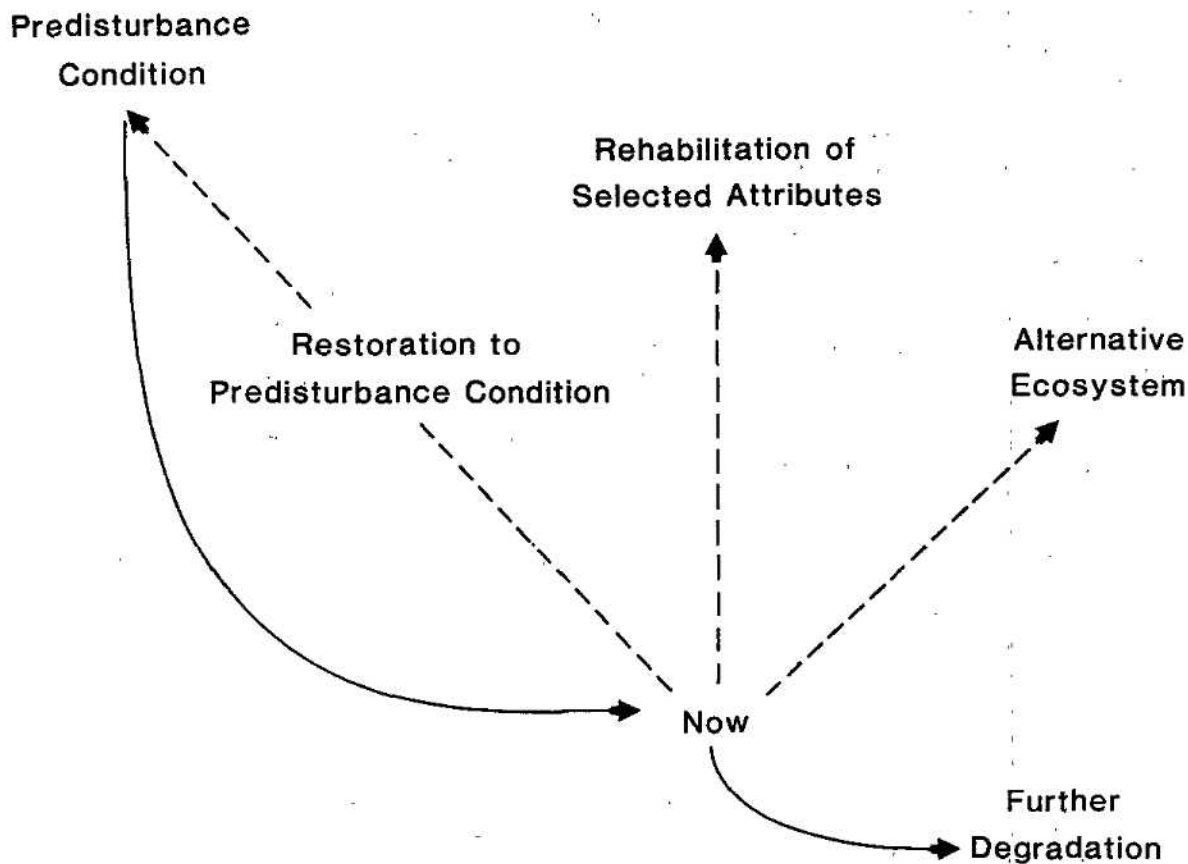 Predisturbance
Condition
Rehabilitation of
Selected Attributes
Restoration to
Predisturbance Condition
Alternative
Ecosystem
Now
Further
Degradation